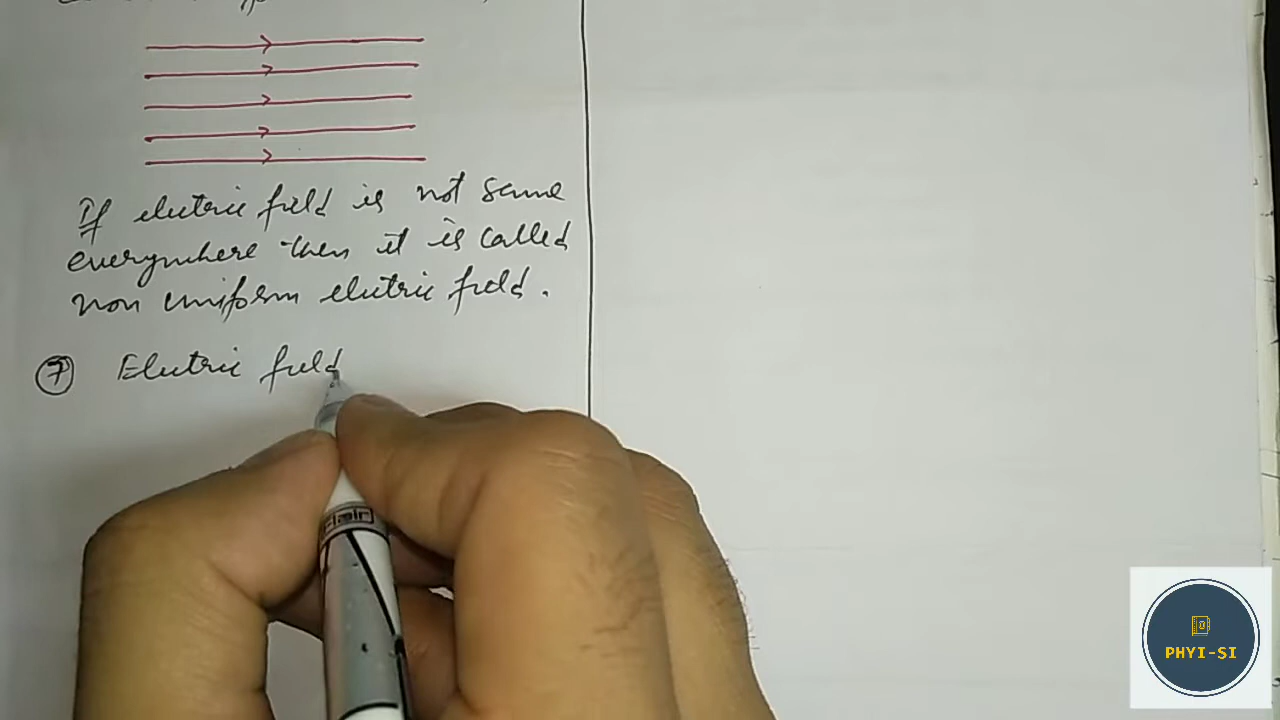 If electric field is not same
everywhere then it is called
non uniform electric field.
7 Electric field
Flair
PHYI-SI